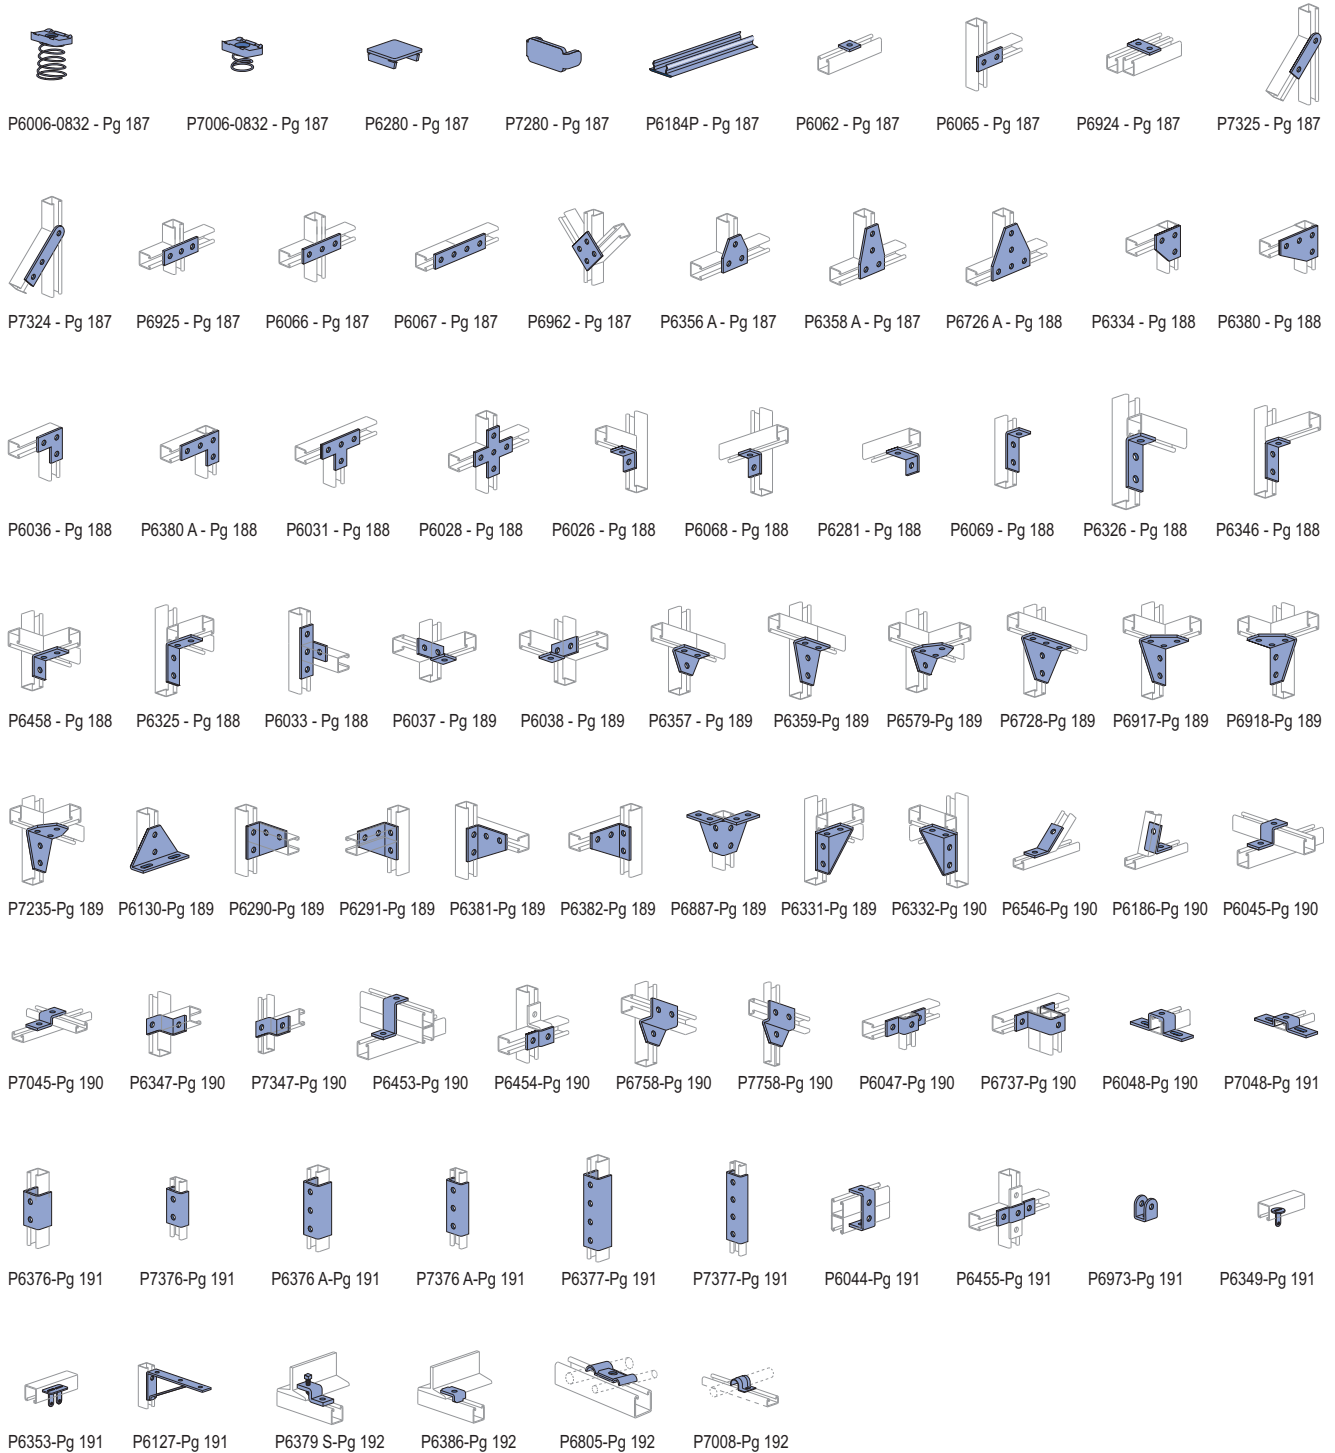 P6006-0832 - Pg 187 P7006-0832 - Pg 187 P6280 - Pg 187 P7280 - Pg 187 P6184P - Pg 187 P6062 - Pg 187 P6065 - Pg 187 P6924 - Pg 187 P7325 - Pg 187
P7324 - Pg 187 P6925 - Pg 187 P6066 - Pg 187 P6067 - Pg 187 P6962 - Pg 187 P6356 A - Pg 187 P6358 A - Pg 187 P6726 A - Pg 188 P6334 - Pg 188 P6380 - Pg 188
P6036 - Pg 188 P6380 A - Pg 188 P6031 - Pg 188 P6028 - Pg 188 P6026 - Pg 188 P6068 - Pg 188 P6281 - Pg 188 P6069 - Pg 188 P6326 - Pg 188 P6346 - Pg 188
P6458 - Pg 188 P6325 - Pg 188 P6033 - Pg 188 P6037 - Pg 189 P6038 - Pg 189 P6357 - Pg 189 P6359-Pg 189 P6579-Pg 189 P6728-Pg 189 P6917-Pg 189 P6918-Pg 189
P7235-Pg 189 P6130-Pg 189 P6290-Pg 189 P6291-Pg 189 P6381-Pg 189 P6382-Pg 189 P6887-Pg 189 P6331-Pg 189 P6332-Pg 190 P6546-Pg 190 P6186-Pg 190 P6045-Pg 190
P7045-Pg 190 P6347-Pg 190 P7347-Pg 190 P6453-Pg 190 P6454-Pg 190 P6758-Pg 190 P7758-Pg 190 P6047-Pg 190 P6737-Pg 190 P6048-Pg 190 P7048-Pg 191
P6376-Pg 191 P7376-Pg 191 P6376 A-Pg 191 P7376 A-Pg 191 P6377-Pg 191 P7377-Pg 191 P6044-Pg 191 P6455-Pg 191 P6973-Pg 191 P6349-Pg 191
P6353-Pg 191 P6127-Pg 191 P6379 S-Pg 192 P6386-Pg 192 P6805-Pg 192 P7008-Pg 192